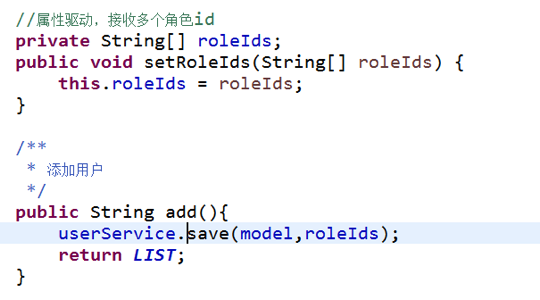 //属性驱动，接收多个角色id
private String[] roleIds;
public void setRoleIds(String[] roleIds) {
this.roleIds = roleIds;
}
/**
* 添加用户
*/
public String add(){
userService.save(model,roleIds);
return LIST;
}